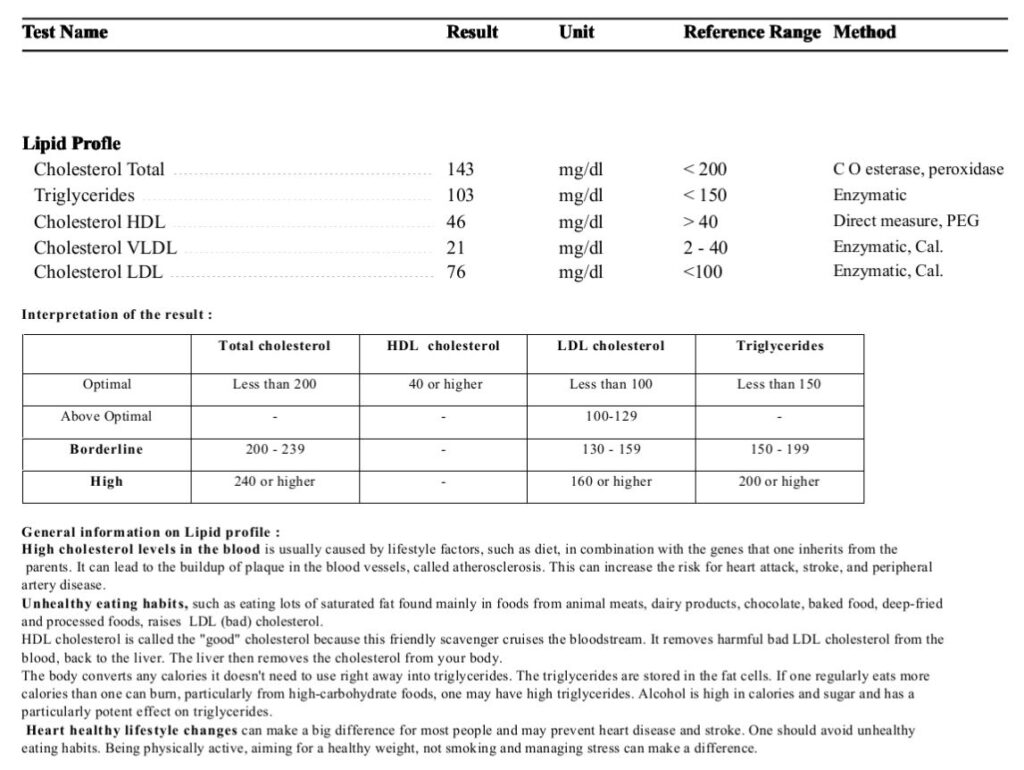 Test Name Result Unit Reference Range Method
Lipid Profle
Cholesterol Total 143 mg/dl < 200 C O esterase, peroxidase
Triglycerides 103 mg/dl < 150 Enzymatic
Cholesterol HDL 46 mg/dl > 40 Direct measure, PEG
Cholesterol VLDL 21 mg/dl 2 - 40 Enzymatic, Cal.
Cholesterol LDL 76 mg/dl <100 Enzymatic, Cal.
Interpretation of the result :
Total cholesterol HDL cholesterol LDL cholesterol Triglycerides
Optimal Less than 200 40 or higher Less than 100 Less than 150
Above Optimal - - 100-129 -
Borderline 200 - 239 - 130 - 159 150 - 199
High 240 or higher - 160 or higher 200 or higher
General information on Lipid profile :
High cholesterol levels in the blood is usually caused by lifestyle factors, such as diet, in combination with the genes that one inherits from the
parents. It can lead to the buildup of plaque in the blood vessels, called atherosclerosis. This can increase the risk for heart attack, stroke, and peripheral
artery disease.
Unhealthy eating habits, such as eating lots of saturated fat found mainly in foods from animal meats, dairy products, chocolate, baked food, deep-fried
and processed foods, raises LDL (bad) cholesterol.
HDL cholesterol is called the "good" cholesterol because this friendly scavenger cruises the bloodstream. It removes harmful bad LDL cholesterol from the
blood, back to the liver. The liver then removes the cholesterol from your body.
The body converts any calories it doesn't need to use right away into triglycerides. The triglycerides are stored in the fat cells. If one regularly eats more
calories than one can burn, particularly from high-carbohydrate foods, one may have high triglycerides. Alcohol is high in calories and sugar and has a
particularly potent effect on triglycerides.
Heart healthy lifestyle changes can make a big difference for most people and may prevent heart disease and stroke. One should avoid unhealthy
eating habits. Being physically active, aiming for a healthy weight, not smoking and managing stress can make a difference.